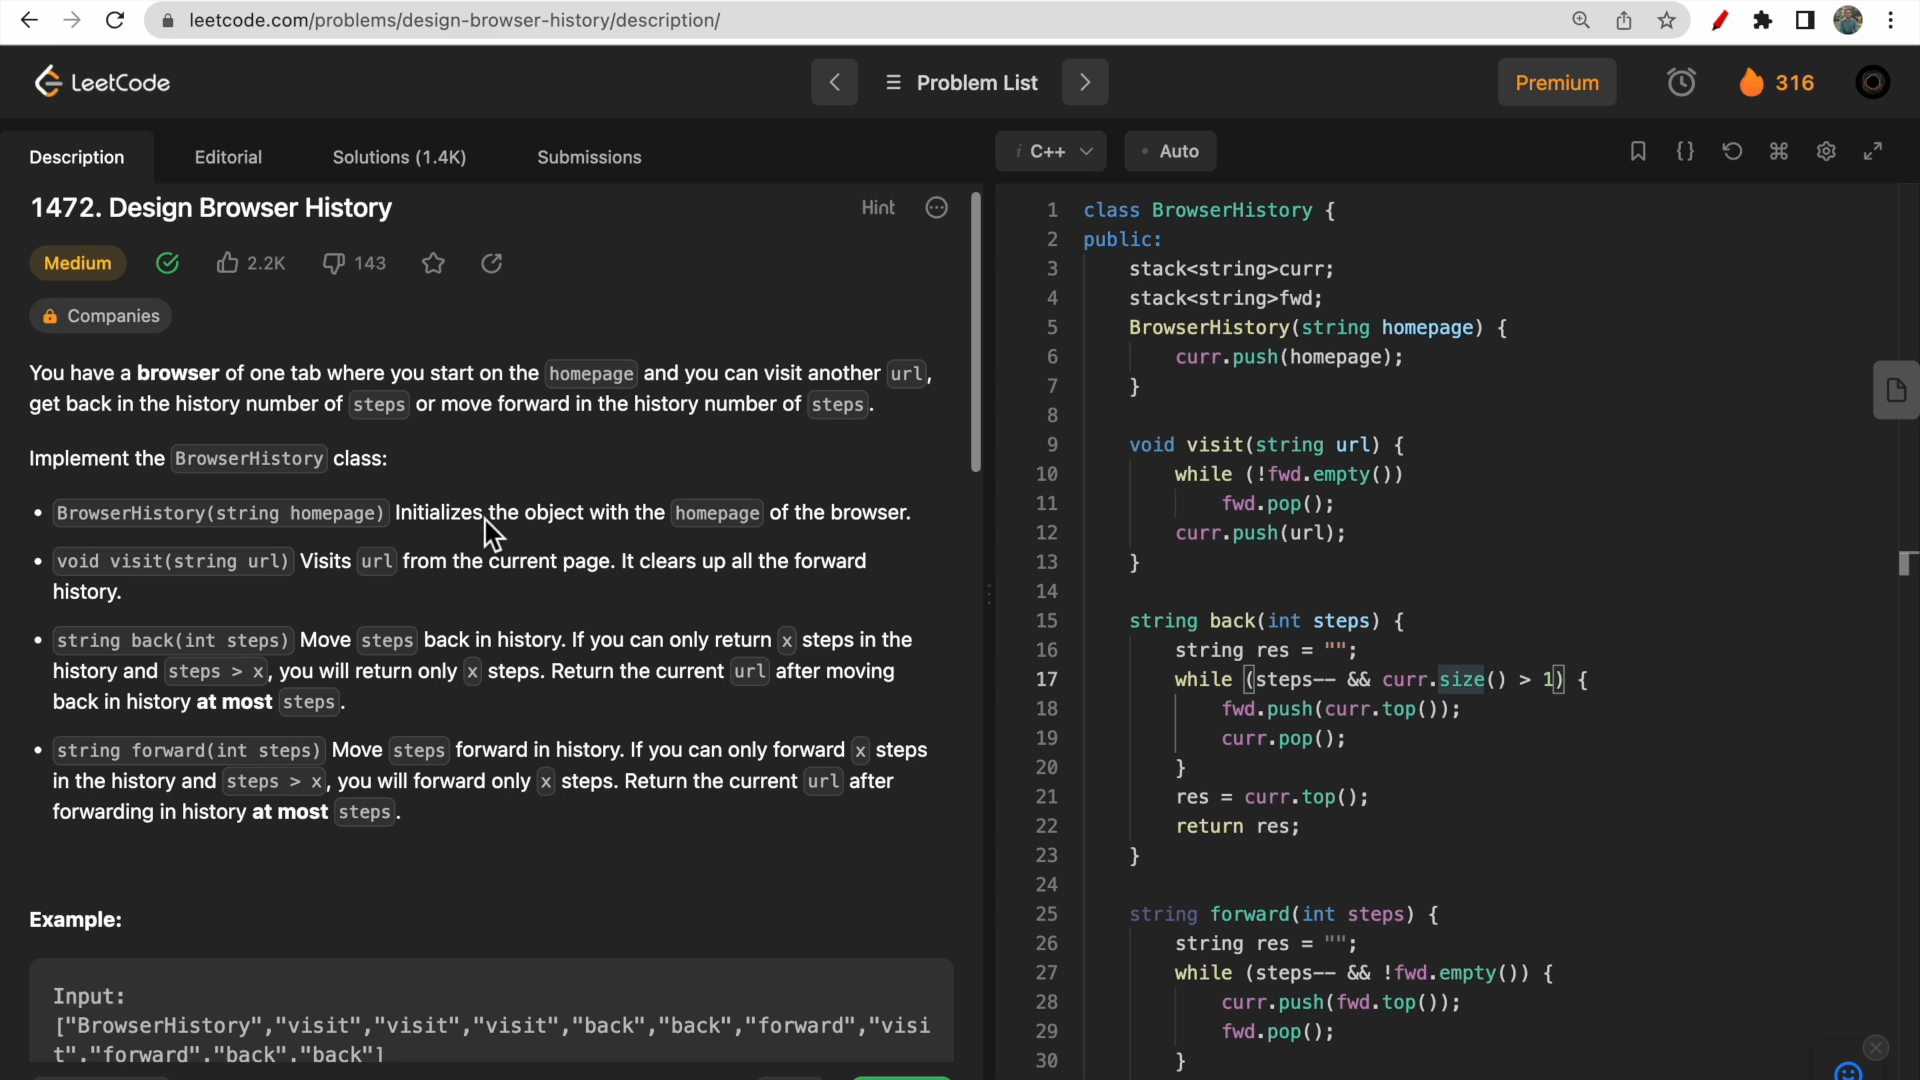 leetcode.com/problems/design-browser-history/description/
LeetCode
Problem List
Premium
316
Description
Editorial
Solutions (1.4K)
Submissions
1472. Design Browser History
Hint
Medium
2.2K
143
Companies
You have a browser of one tab where you start on the homepage and you can visit another url,
get back in the history number of steps or move forward in the history number of steps.
Implement the BrowserHistory class:
• BrowserHistory(string homepage) Initializes the object with the homepage of the browser.
• void visit(string url) Visits url from the current page. It clears up all the forward
history.
• string back(int steps) Move steps back in history. If you can only return x steps in the
history and steps > x, you will return only x steps. Return the current url after moving
back in history at most steps.
• string forward(int steps) Move steps forward in history. If you can only forward x steps
in the history and steps > x, you will forward only x steps. Return the current url after
forwarding in history at most steps.
Example:
Input:
["BrowserHistory","visit","visit","visit","back","back","forward","visi
t","forward","back","back"]
i C++
Auto
1 class BrowserHistory {
2 public:
3 stack<string>curr;
4 stack<string>fwd;
5 BrowserHistory(string homepage) {
6 curr.push(homepage);
7 }
8
9 void visit(string url) {
10 while (!fwd.empty())
11 fwd.pop();
12 curr.push(url);
13 }
14
15 string back(int steps) {
16 string res = "";
17 while (steps-- && curr.size() > 1) {
18 fwd.push(curr.top());
19 curr.pop();
20 }
21 res = curr.top();
22 return res;
23 }
24
25 string forward(int steps) {
26 string res = "";
27 while (steps-- && !fwd.empty()) {
28 curr.push(fwd.top());
29 fwd.pop();
30 }